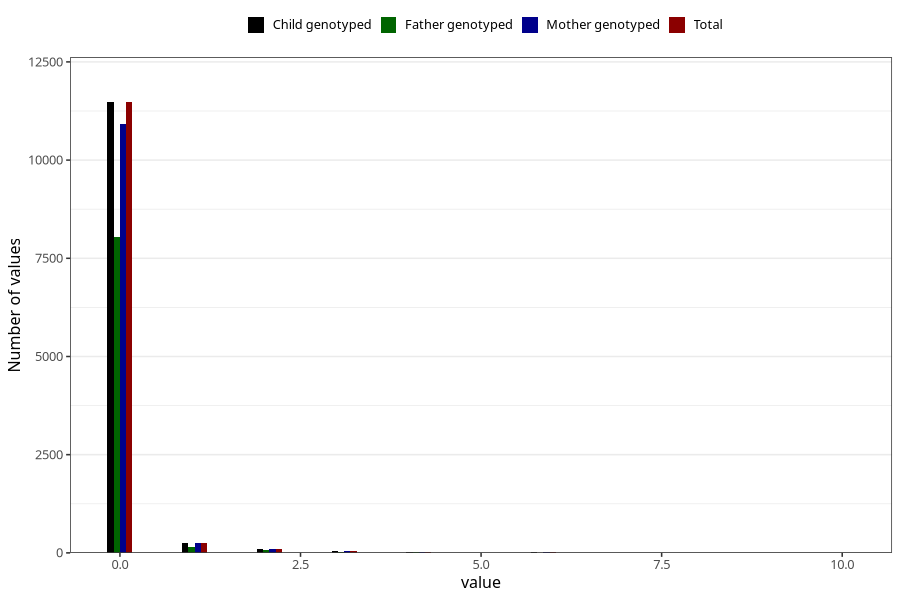 Child genotyped Father genotyped Mother genotyped Total
12500
10000
7500
5000
2500
0
Number of values
0.0 2.5 5.0 7.5 10.0
value